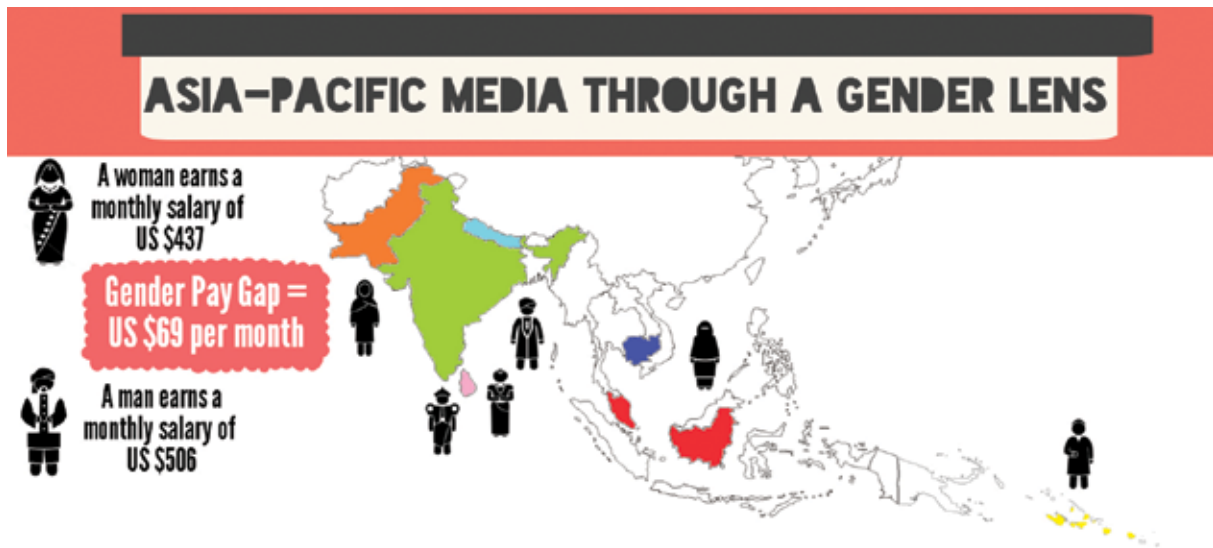 ASIA-PACIFIC MEDIA THROUGH A GENDER LENS
A woman earns a
monthly salary of
US $437
Gender Pay Gap =
US $69 per month
A man earns a
monthly salary of
US $506